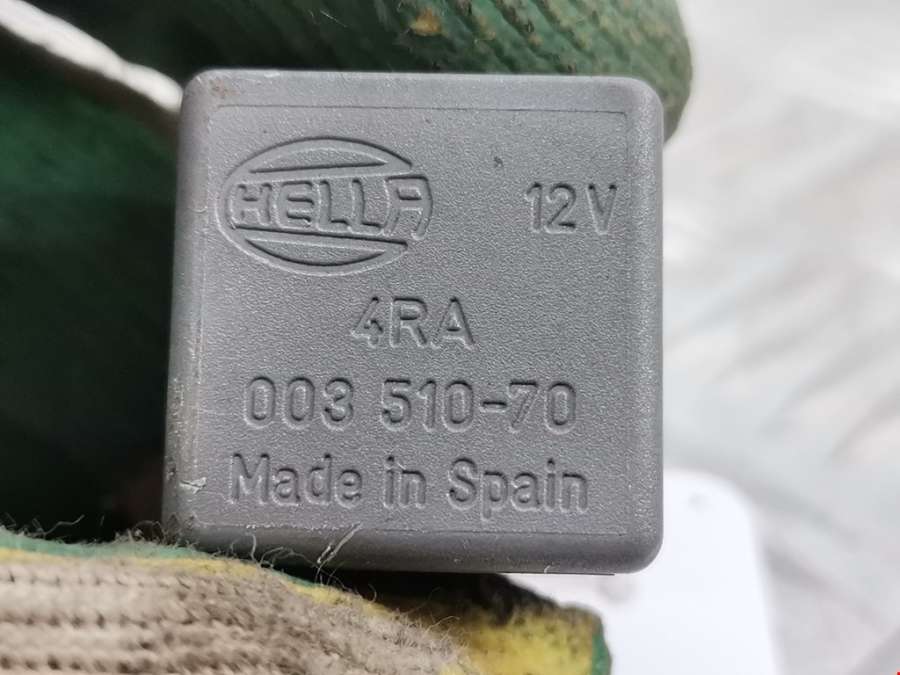 HELLA 12V
4RA
003 510-70
Made in Spain